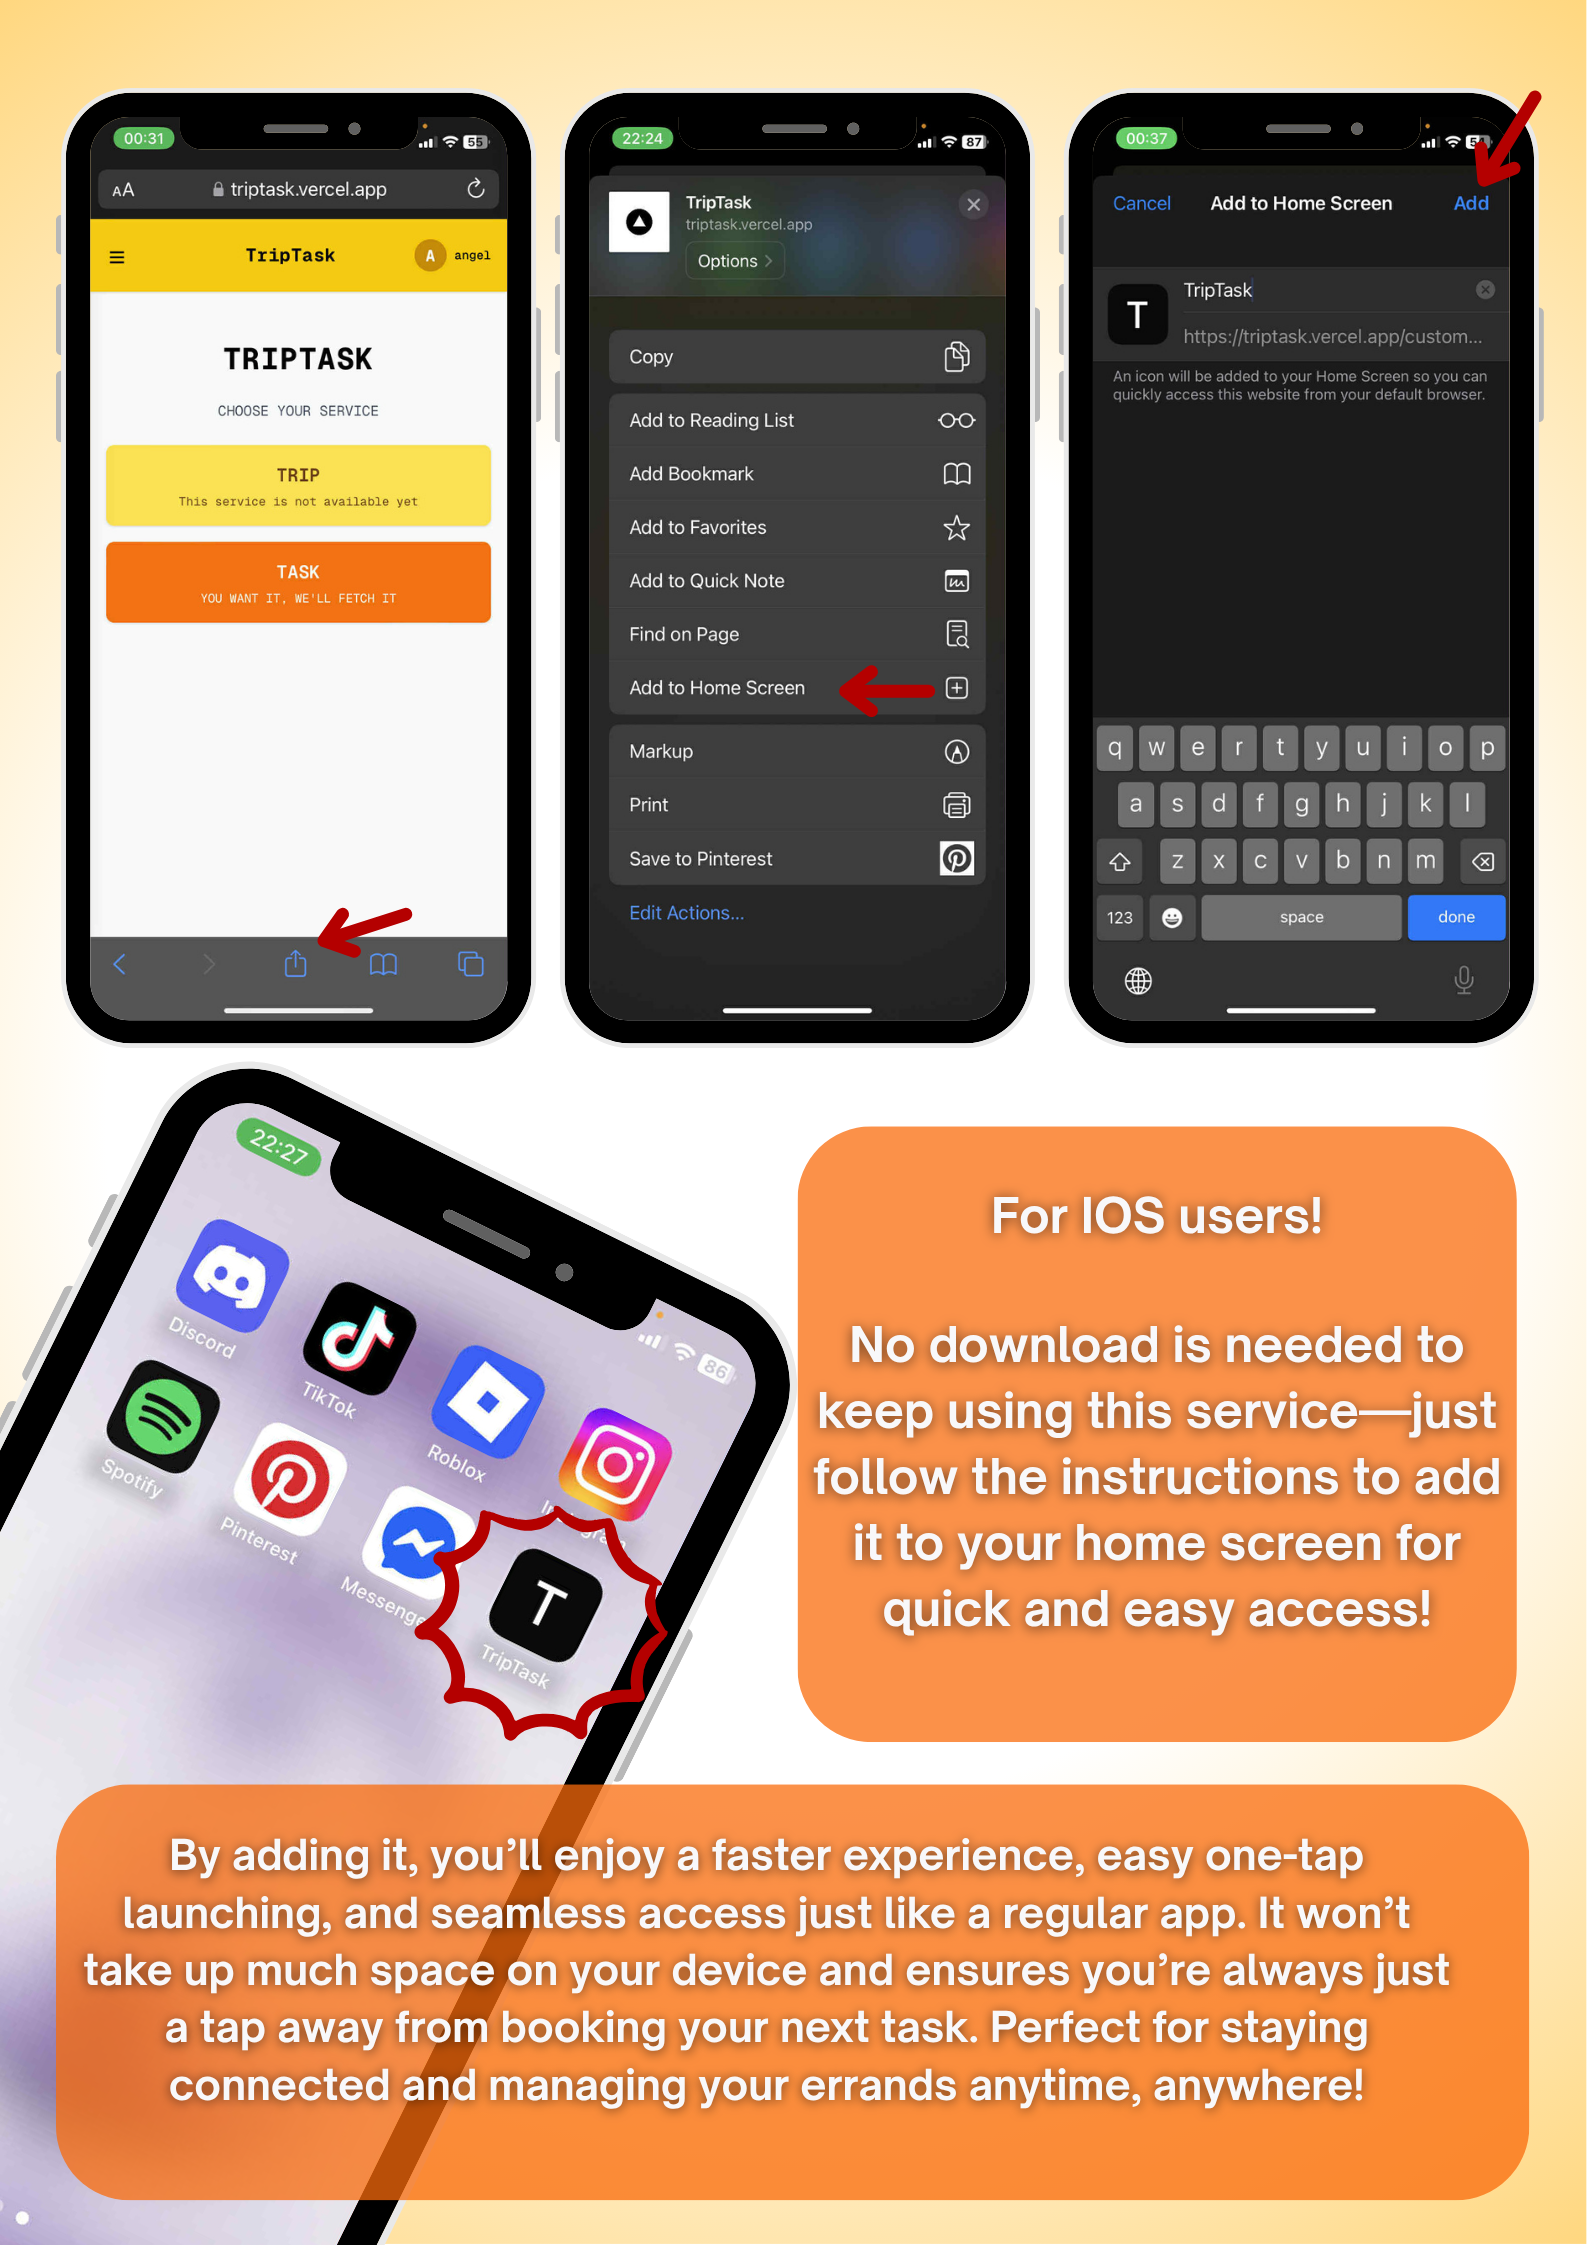 00:31
55
AA
triptask.vercel.app
TripTask
A
angel
TRIPTASK
CHOOSE YOUR SERVICE
TRIP
This service is not available yet
TASK
YOU WANT IT, WE'LL FETCH IT
22:24
87
TripTask
triptask.vercel.app
Options
Copy
Add to Reading List
Add Bookmark
Add to Favorites
Add to Quick Note
Find on Page
Add to Home Screen
Markup
Print
Save to Pinterest
Edit Actions...
00:37
Cancel
Add to Home Screen
Add
T
TripTask
https://triptask.vercel.app/custom...
An icon will be added to your Home Screen so you can
quickly access this website from your default browser.
q w e r t y u i o p
a s d f g h j k l
z x c v b n m
123
space
done
22:27
86
Discord
TikTok
Roblox
Spotify
Pinterest
T
TripTask
For IOS users!
No download is needed to
keep using this service—just
follow the instructions to add
it to your home screen for
quick and easy access!
By adding it, you’ll enjoy a faster experience, easy one-tap
launching, and seamless access just like a regular app. It won’t
take up much space on your device and ensures you’re always just
a tap away from booking your next task. Perfect for staying
connected and managing your errands anytime, anywhere!